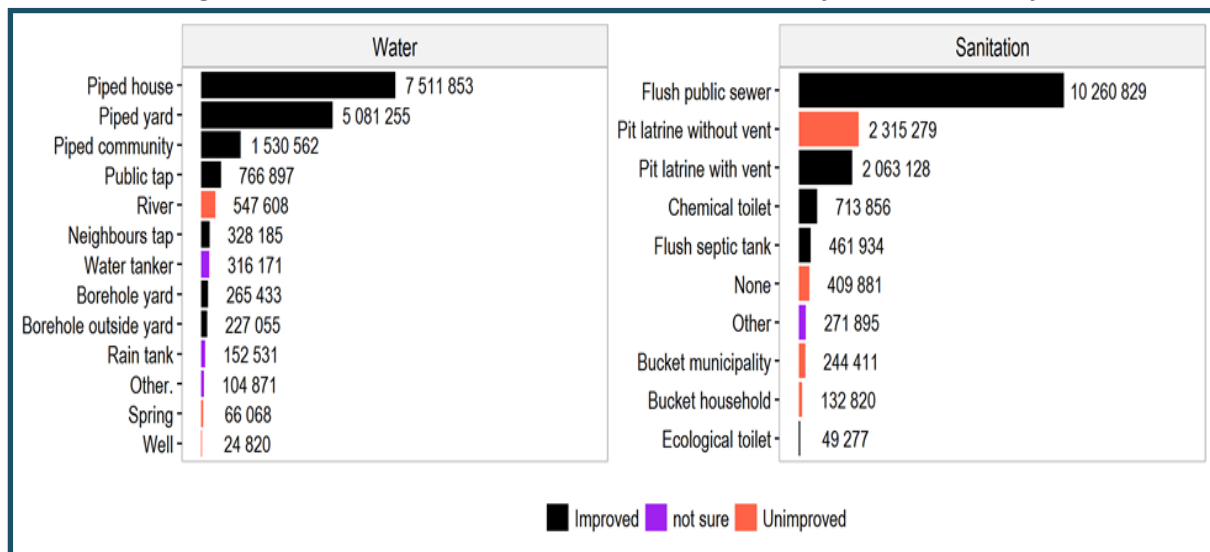 Water
Piped house 7 511 853
Piped yard 5 081 255
Piped community 1 530 562
Public tap 766 897
River 547 608
Neighbours tap 328 185
Water tanker 316 171
Borehole yard 265 433
Borehole outside yard 227 055
Rain tank 152 531
Other. 104 871
Spring 66 068
Well 24 820
Sanitation
Flush public sewer 10 260 829
Pit latrine without vent 2 315 279
Pit latrine with vent 2 063 128
Chemical toilet 713 856
Flush septic tank 461 934
None 409 881
Other 271 895
Bucket municipality 244 411
Bucket household 132 820
Ecological toilet 49 277
Improved not sure Unimproved